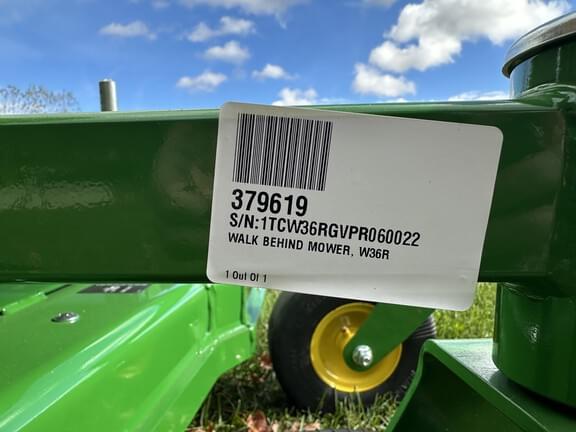 379619
S/N:1TCW36RGVPR060022
WALK BEHIND MOWER, W36R
1 Out Of 1